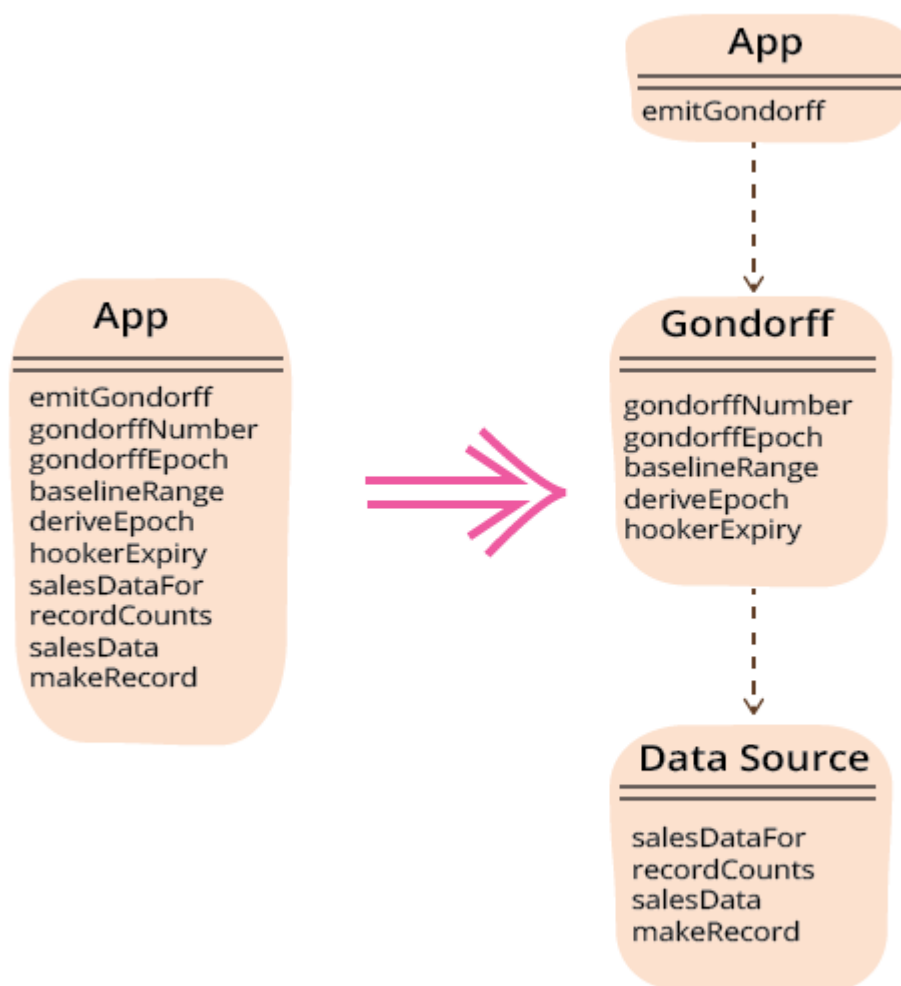 App
emitGondorff
gondorffNumber
gondorffEpoch
baselineRange
deriveEpoch
hookerExpiry
salesDataFor
recordCounts
salesData
makeRecord
App
emitGondorff
Gondorff
gondorffNumber
gondorffEpoch
baselineRange
deriveEpoch
hookerExpiry
Data Source
salesDataFor
recordCounts
salesData
makeRecord